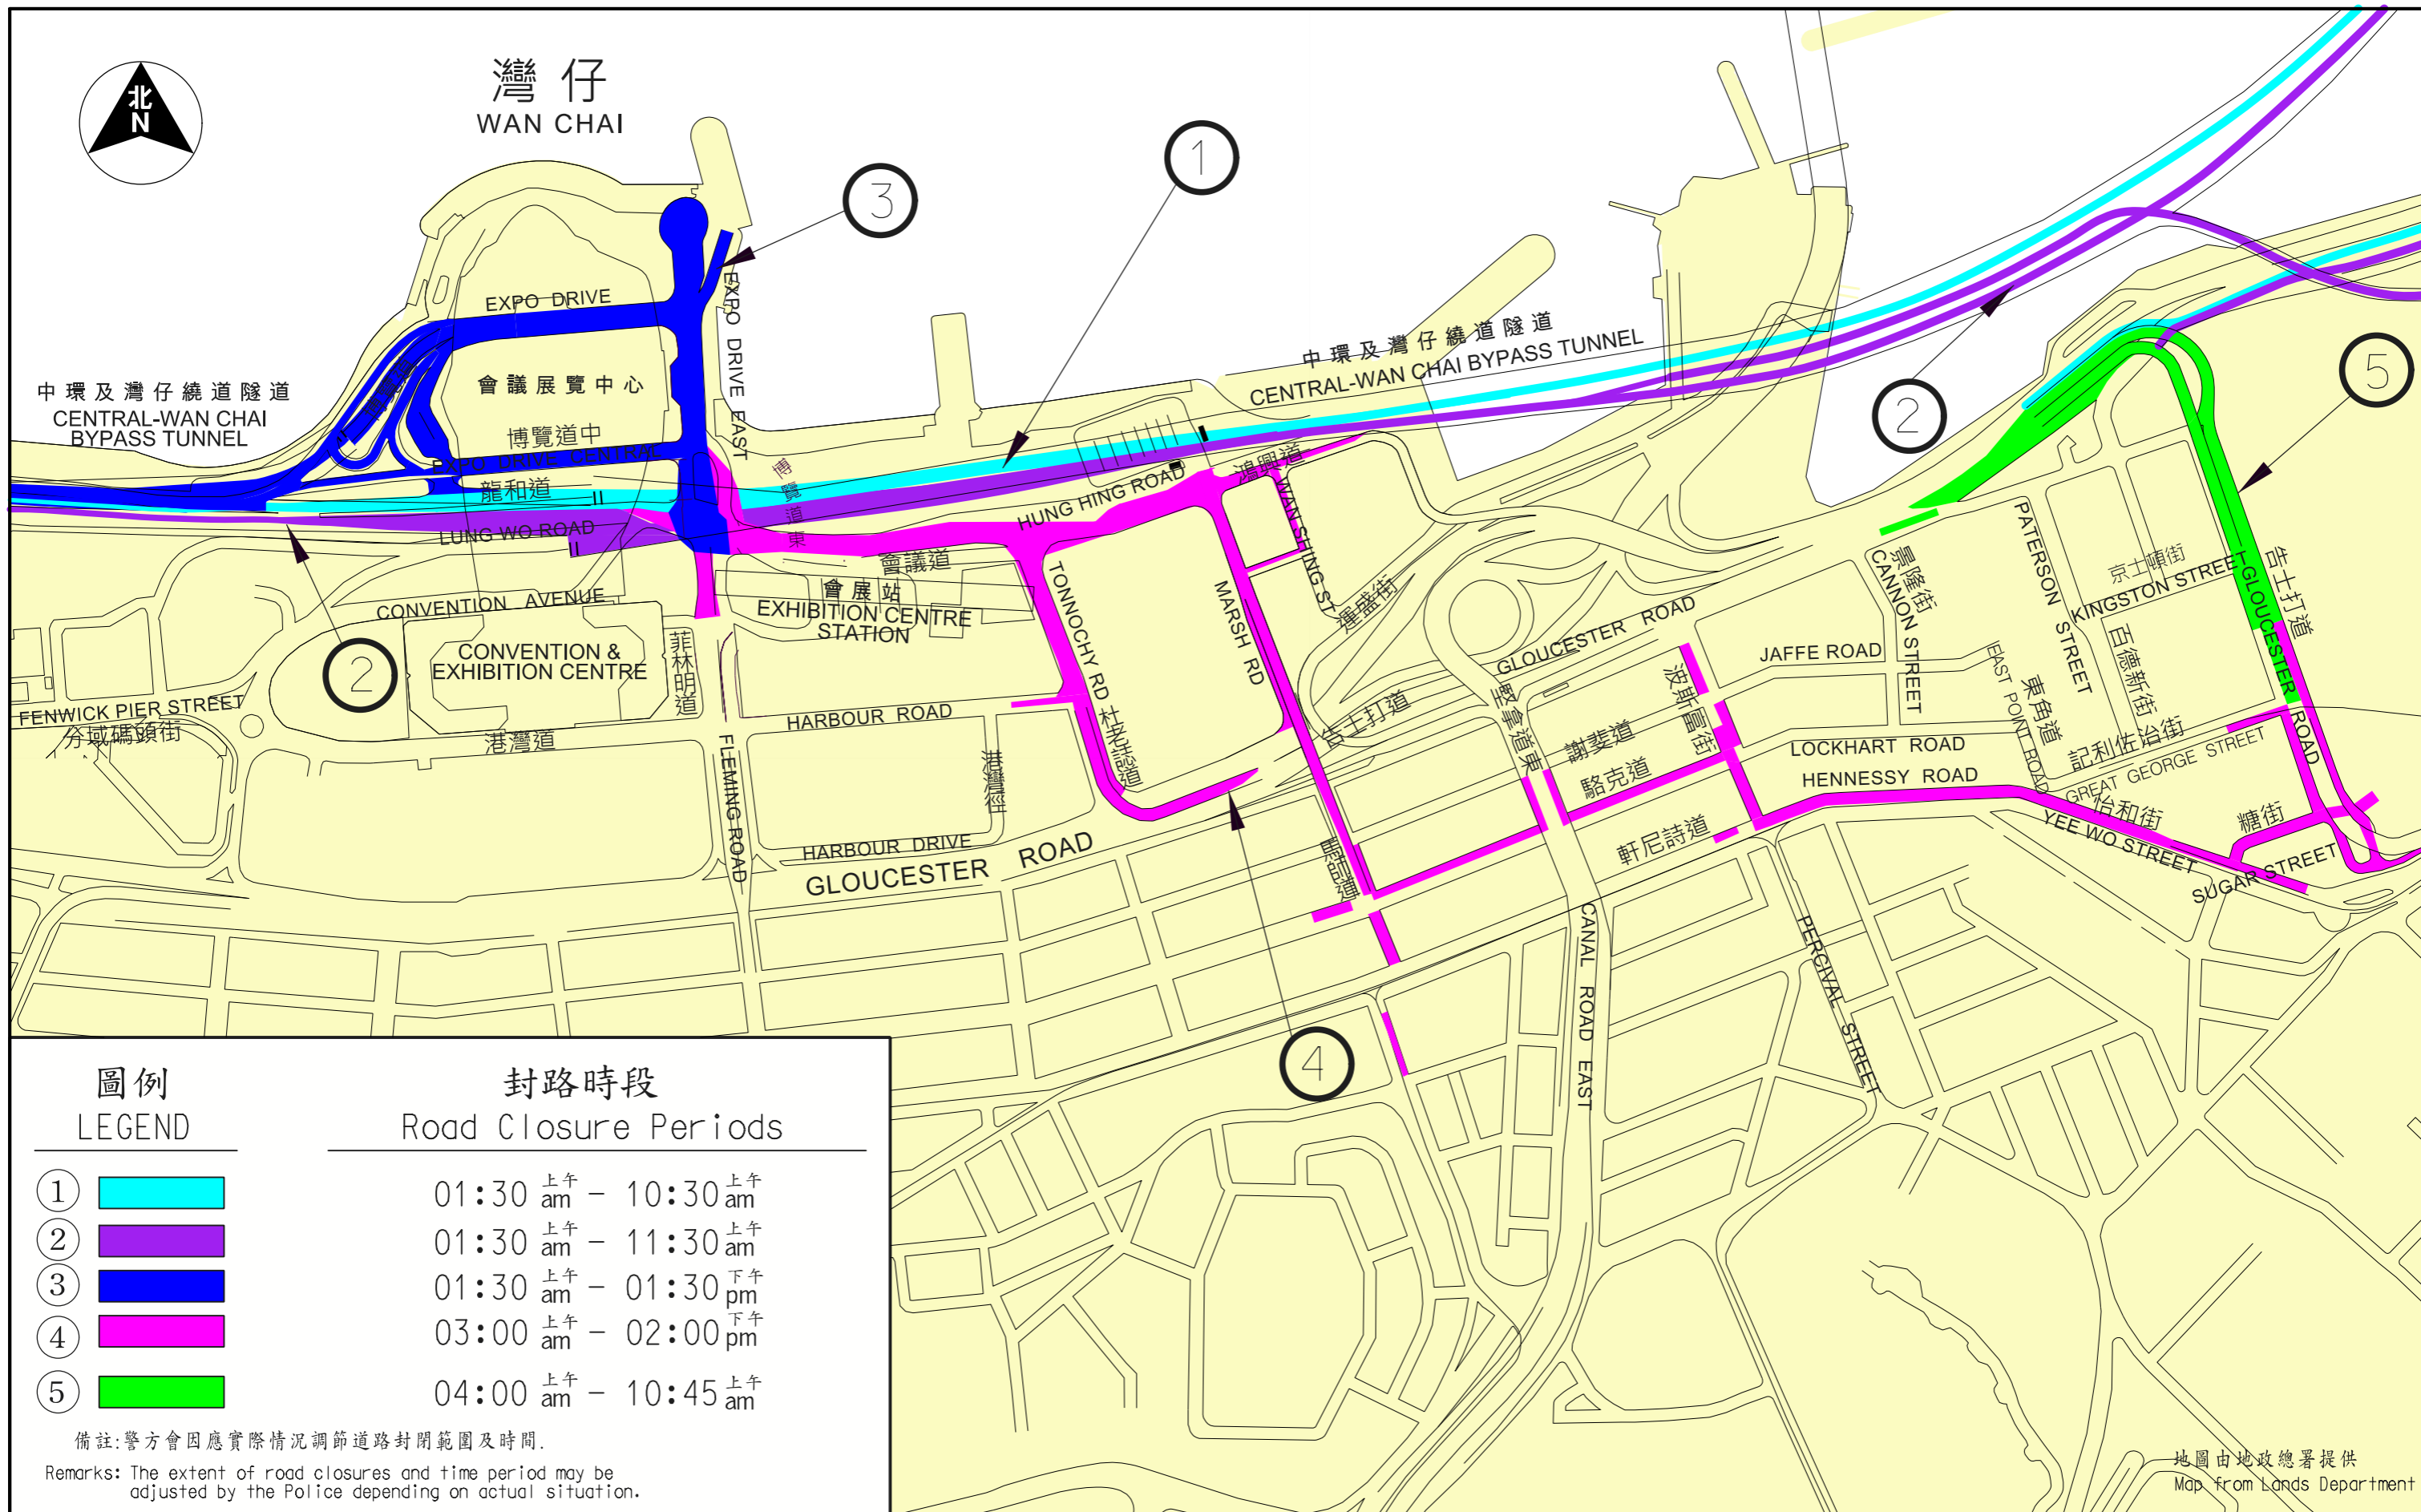 北
N
灣仔
WAN CHAI
3
1
EXPO DRIVE
EXPO DRIVE EAST
中環及灣仔繞道隧道
CENTRAL-WAN CHAI BYPASS TUNNEL
中環及灣仔繞道隧道
CENTRAL-WAN CHAI
BYPASS TUNNEL
會議展覽中心
博覽道中
EXPO DRIVE CENTRAL
龍和道
LUNG WO ROAD
博覽道東
HUNG HING ROAD
鴻興道
WAN SHING ST
運盛街
會議道
CONVENTION AVENUE
會展站
EXHIBITION CENTRE
STATION
CONVENTION &
EXHIBITION CENTRE
2
2
5
FENWICK PIER STREET
分域碼頭街
港灣道
HARBOUR ROAD
菲林明道
FLEMING ROAD
TONNOCHY RD
杜老誌道
MARSH RD
馬師道
港灣徑
HARBOUR DRIVE
GLOUCESTER ROAD
告士打道
GLOUCESTER ROAD
堅拿道東
謝斐道
駱克道
波斯富街
軒尼詩道
JAFFE ROAD
LOCKHART ROAD
HENNESSY ROAD
景隆街
CANNON STREET
PATERSON STREET
百德新街
京士頓街
KINGSTON STREET
告士打道
GLOUCESTER ROAD
EAST POINT ROAD
東角道
記利佐治街
GREAT GEORGE STREET
怡和街
YEE WO STREET
糖街
SUGAR STREET
CANAL ROAD EAST
PERCIVAL STREET
4
圖例
LEGEND
封路時段
Road Closure Periods
1 01:30 上午 am - 10:30 上午 am
2 01:30 上午 am - 11:30 上午 am
3 01:30 上午 am - 01:30 下午 pm
4 03:00 上午 am - 02:00 下午 pm
5 04:00 上午 am - 10:45 上午 am
備註:警方會因應實際情況調節道路封閉範圍及時間.
Remarks: The extent of road closures and time period may be
adjusted by the Police depending on actual situation.
地圖由地政總署提供
Map from Lands Department